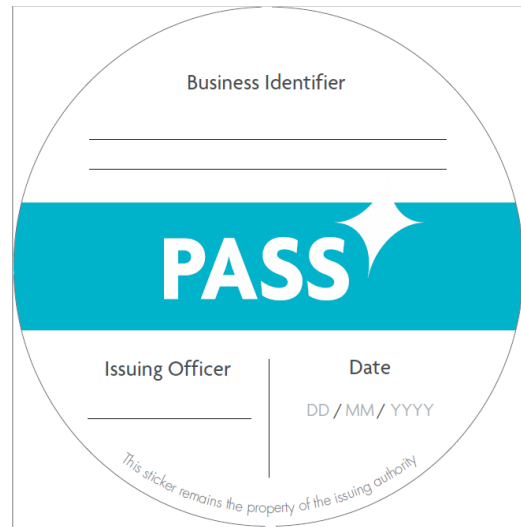 Business Identifier
PASS
Issuing Officer
Date
DD / MM / YYYY
This sticker remains the property of the issuing authority